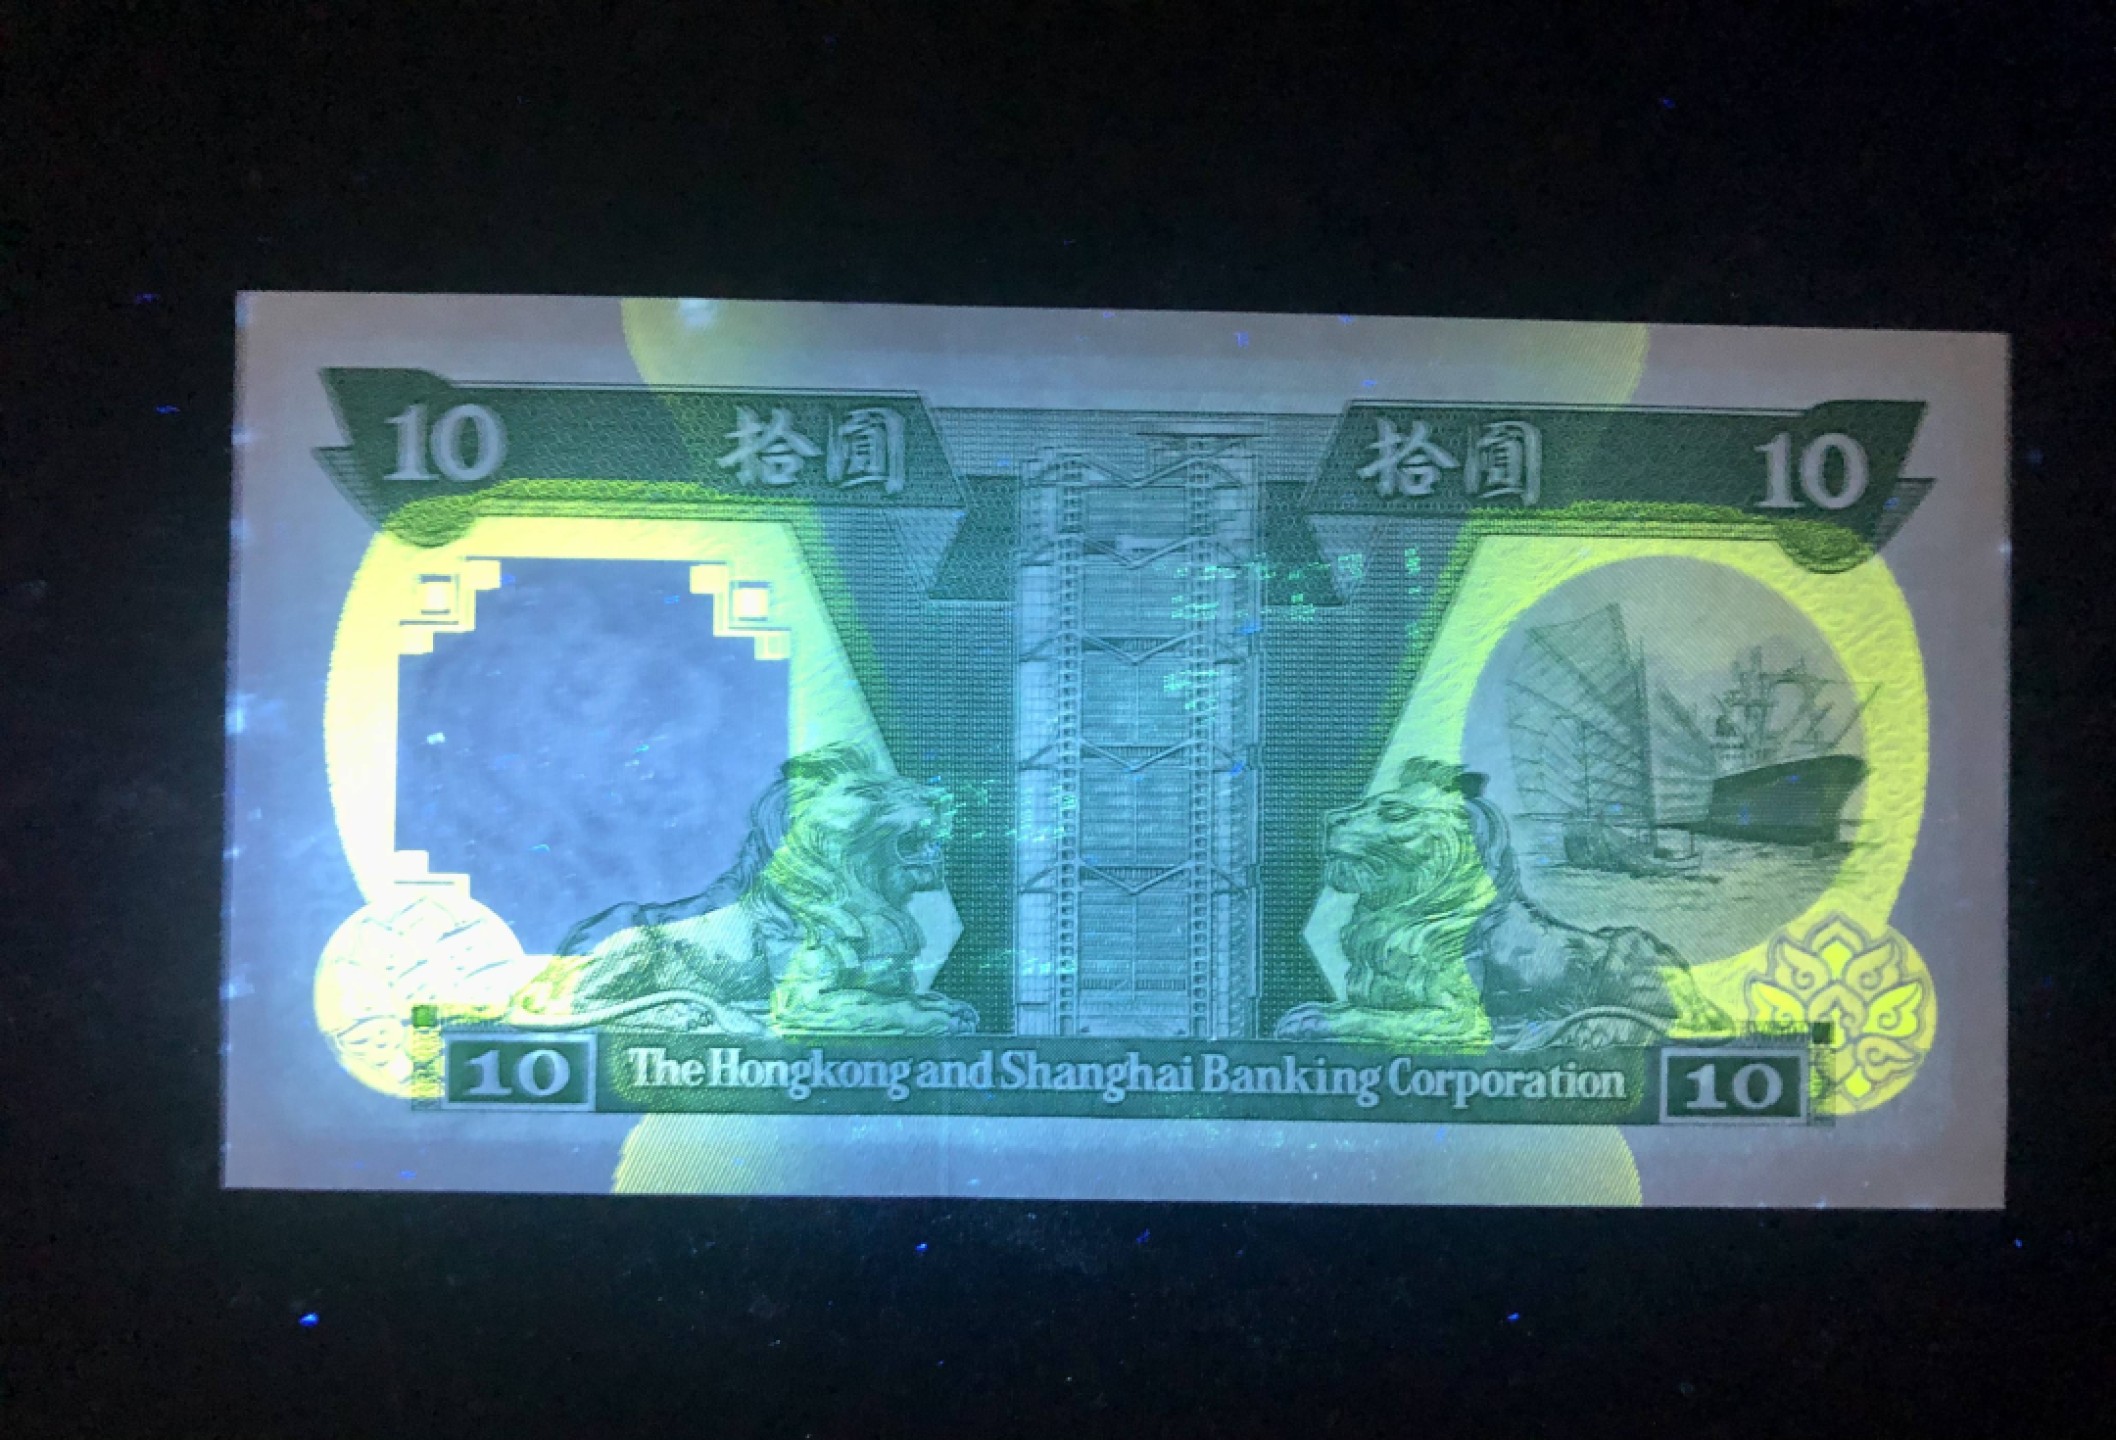 10 拾圓 拾圓 10
10 The Hongkong and Shanghai Banking Corporation 10